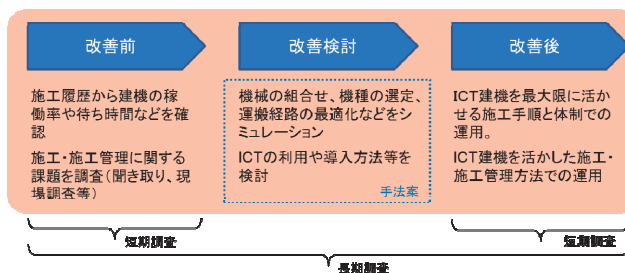 改善前
改善検討
改善後
施工履歴から建機の稼
働率や待ち時間などを確
認
施工・施工管理に関する
課題を調査(聞き取り、現
場調査等)
機械の組合せ、機種の選定、
運搬経路の最適化などをシ
ミュレーション
ICTの利用や導入方法等を
検討
手法案
ICT建機を最大限に活か
せる施工手順と体制での
運用。
ICT建機を活かした施工・
施工管理方法での運用
短期調査
短期調査
長期調査